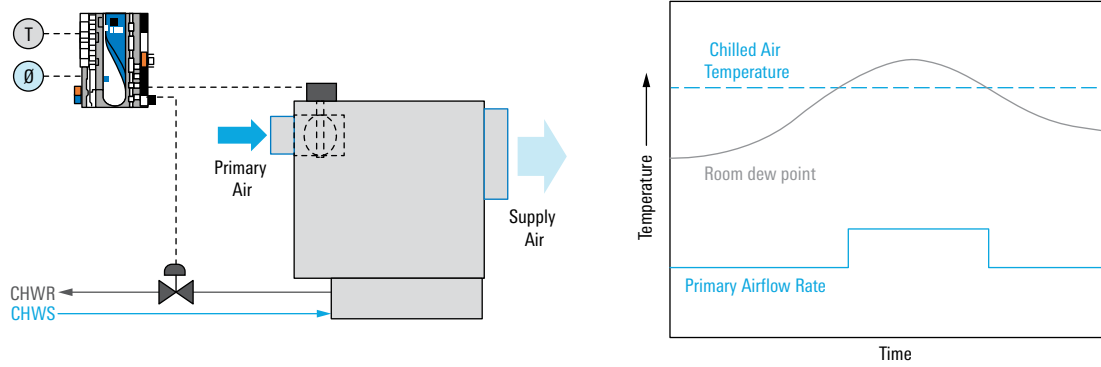 T
Ø
Primary
Air
Supply
Air
CHWR
CHWS
Chilled Air
Temperature
Room dew point
Primary Airflow Rate
Temperature
Time